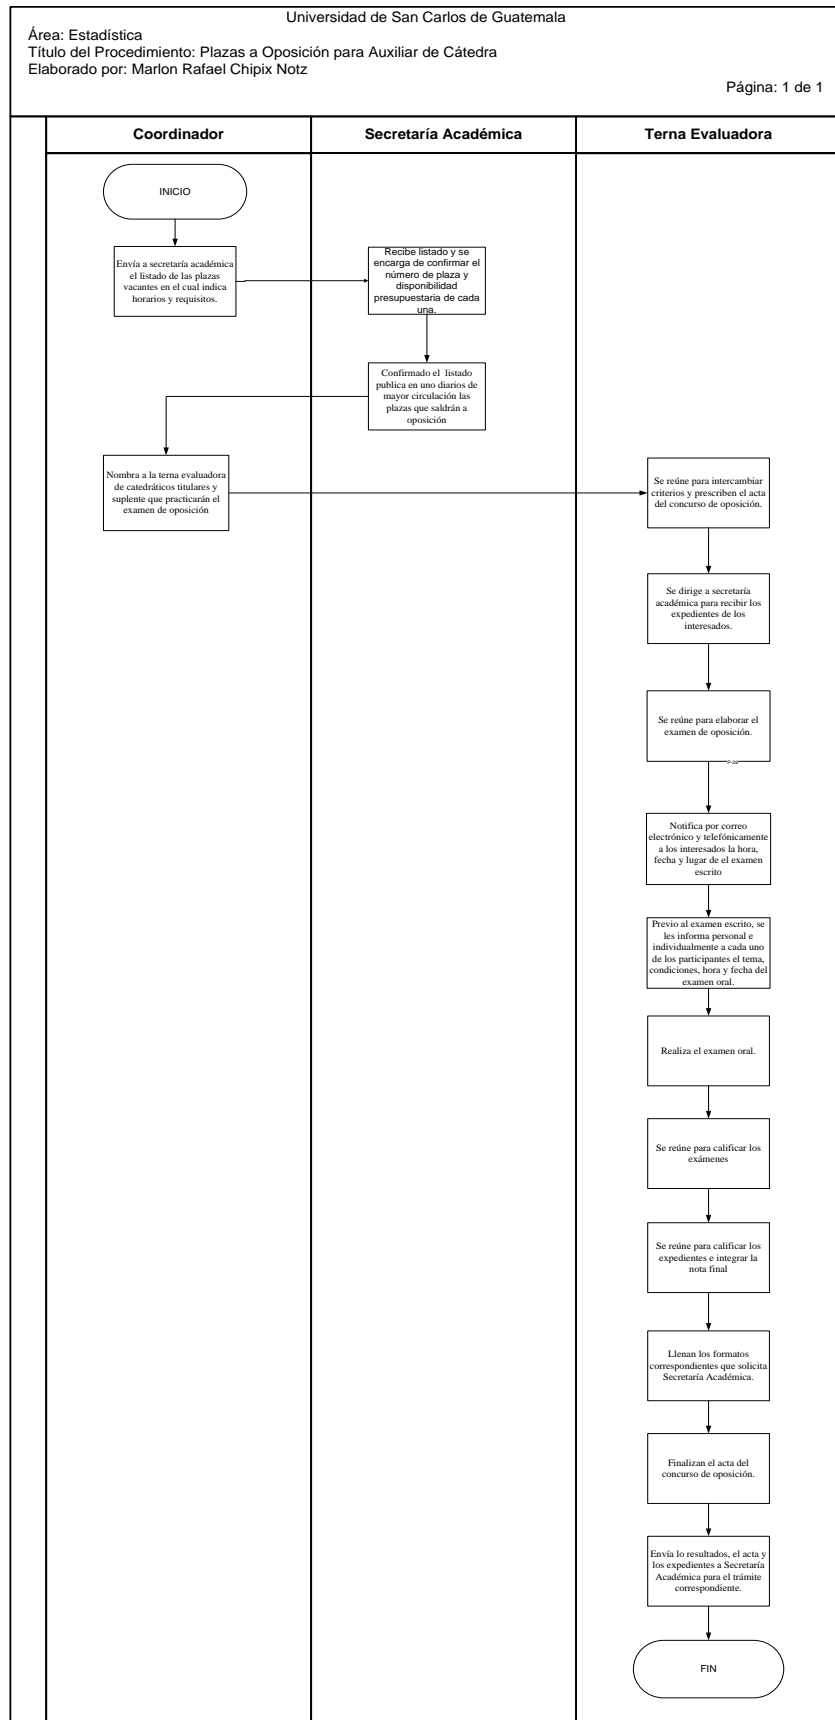 Universidad de San Carlos de Guatemala
Área: Estadística
Título del Procedimiento: Plazas a Oposición para Auxiliar de Cátedra
Elaborado por: Marlon Rafael Chipix Notz
Página: 1 de 1
Coordinador
Secretaría Académica
Terna Evaluadora
INICIO
Envía a secretaría académica
el listado de las plazas
vacantes en el cual indica
horarios y requisitos.
Recibe listado y se
encarga de confirmar el
número de plaza y
disponibilidad
presupuestaria de cada
una.
Confirmado el listado
publica en uno diarios de
mayor circulación las
plazas que saldrán a
oposición
Nombra a la terna evaluadora
de catedráticos titulares y
suplente que practicarán el
examen de oposición
Se reúne para intercambiar
criterios y prescriben el acta
del concurso de oposición.
Se dirige a secretaría
académica para recibir los
expedientes de los
interesados.
Se reúne para elaborar el
examen de oposición.
Notifica por correo
electrónico y telefónicamente
a los interesados la hora,
fecha y lugar de el examen
escrito
Previo al examen escrito, se
les informa personal e
individualmente a cada uno
de los participantes el tema,
condiciones, hora y fecha del
examen oral.
Realiza el examen oral.
Se reúne para calificar los
exámenes
Se reúne para calificar los
expedientes e integrar la
nota final
Llenan los formatos
correspondientes que solicita
Secretaría Académica.
Finalizan el acta del
concurso de oposición.
Envía lo resultados, el acta y
los expedientes a Secretaría
Académica para el trámite
correspondiente.
FIN